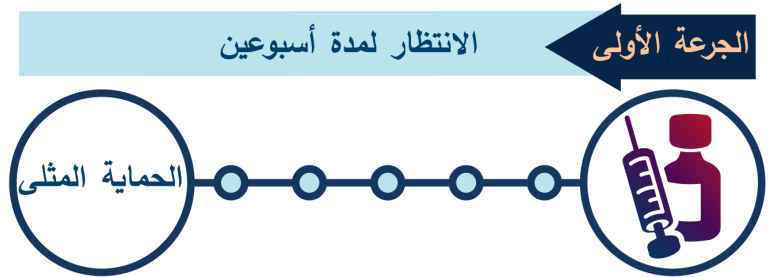 الجرعة الأولى
الانتظار لمدة أسبوعين
الحماية المثلى